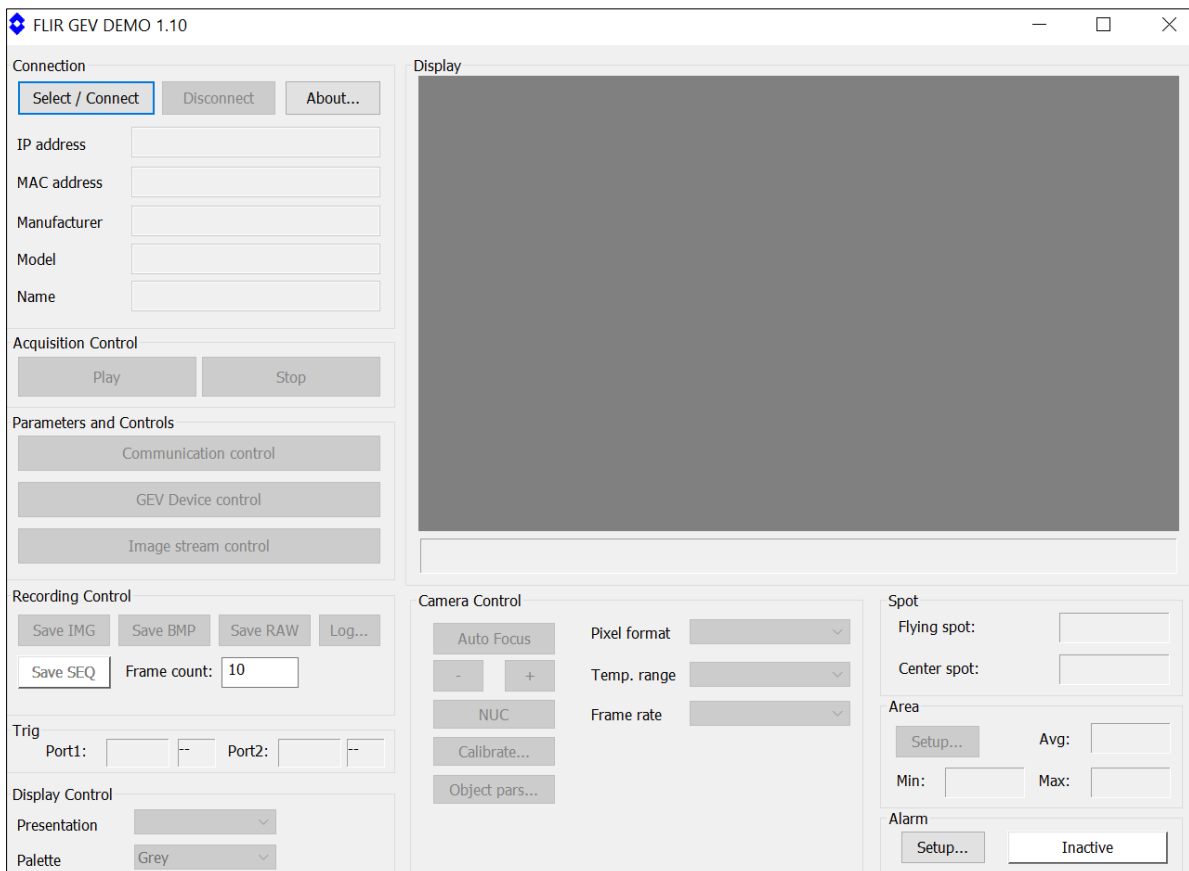 FLIR GEV DEMO 1.10
Connection
Select / Connect
Disconnect
About...
IP address
MAC address
Manufacturer
Model
Name
Acquisition Control
Play
Stop
Parameters and Controls
Communication control
GEV Device control
Image stream control
Recording Control
Save IMG
Save BMP
Save RAW
Log...
Save SEQ
Frame count: 10
Trig
Port1: -- Port2: --
Display Control
Presentation
Palette Grey
Display
Camera Control
Auto Focus
- +
NUC
Calibrate...
Object pars...
Pixel format
Temp. range
Frame rate
Spot
Flying spot:
Center spot:
Area
Setup... Avg:
Min: Max:
Alarm
Setup... Inactive